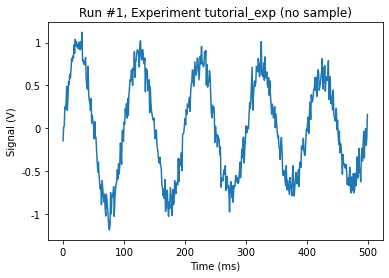 Run #1, Experiment tutorial_exp (no sample)
1
0.5
0
-0.5
-1
Signal (V)
0 100 200 300 400 500
Time (ms)